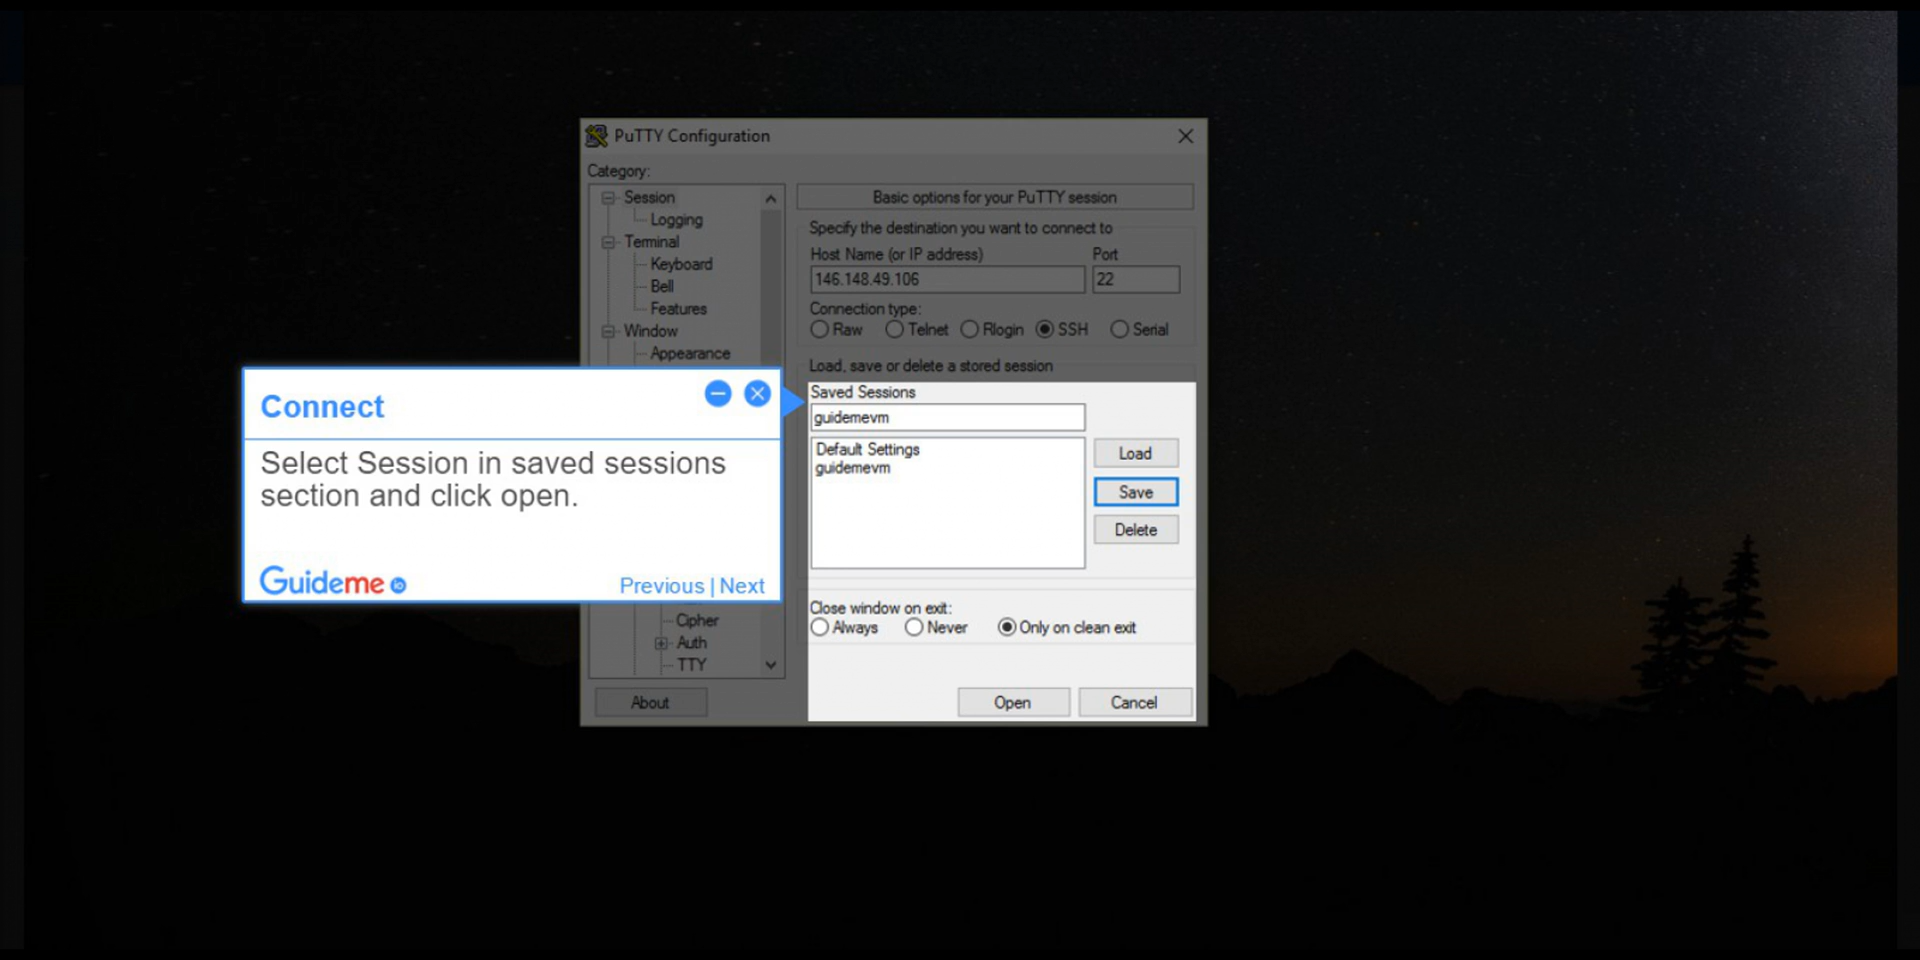 PuTTY Configuration
Category:
Session
Logging
Terminal
Keyboard
Bell
Features
Window
Appearance
Cipher
Auth
TTY
About
Basic options for your PuTTY session
Specify the destination you want to connect to
Host Name (or IP address) Port
146.148.49.106 22
Connection type:
Raw Telnet Rlogin SSH Serial
Load, save or delete a stored session
Saved Sessions
guidemevm
Default Settings
guidemevm
Load
Save
Delete
Close window on exit:
Always Never Only on clean exit
Open Cancel
Connect
Select Session in saved sessions
section and click open.
Guideme io
Previous | Next